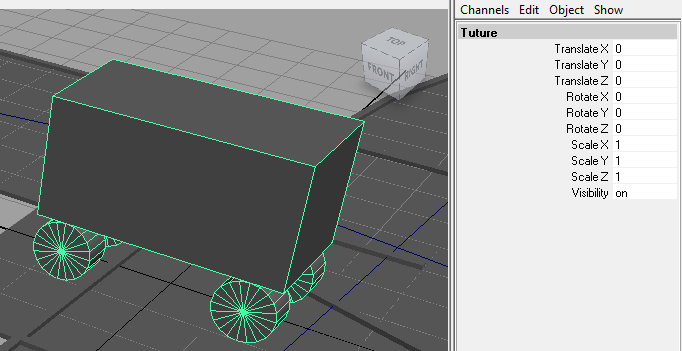 Channels Edit Object Show
Tuture
Translate X 0
Translate Y 0
Translate Z 0
Rotate X 0
Rotate Y 0
Rotate Z 0
Scale X 1
Scale Y 1
Scale Z 1
Visibility on
TOP
FRONT RIGHT